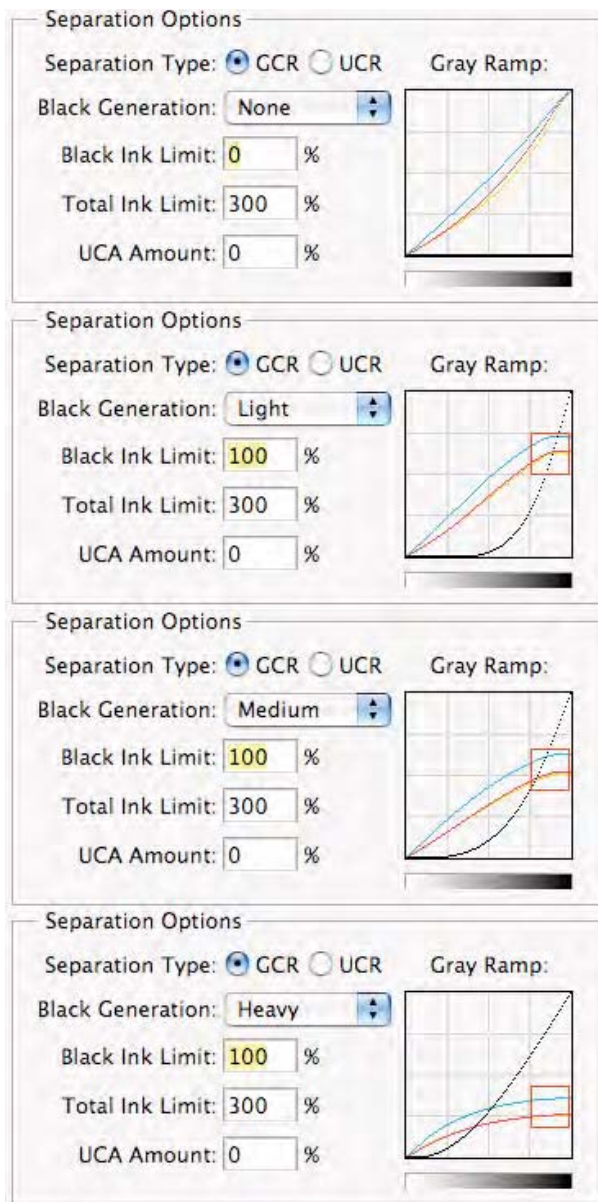 Separation Options
Separation Type: GCR UCR Gray Ramp:
Black Generation: None
Black Ink Limit: 0 %
Total Ink Limit: 300 %
UCA Amount: 0 %
Separation Options
Separation Type: GCR UCR Gray Ramp:
Black Generation: Light
Black Ink Limit: 100 %
Total Ink Limit: 300 %
UCA Amount: 0 %
Separation Options
Separation Type: GCR UCR Gray Ramp:
Black Generation: Medium
Black Ink Limit: 100 %
Total Ink Limit: 300 %
UCA Amount: 0 %
Separation Options
Separation Type: GCR UCR Gray Ramp:
Black Generation: Heavy
Black Ink Limit: 100 %
Total Ink Limit: 300 %
UCA Amount: 0 %